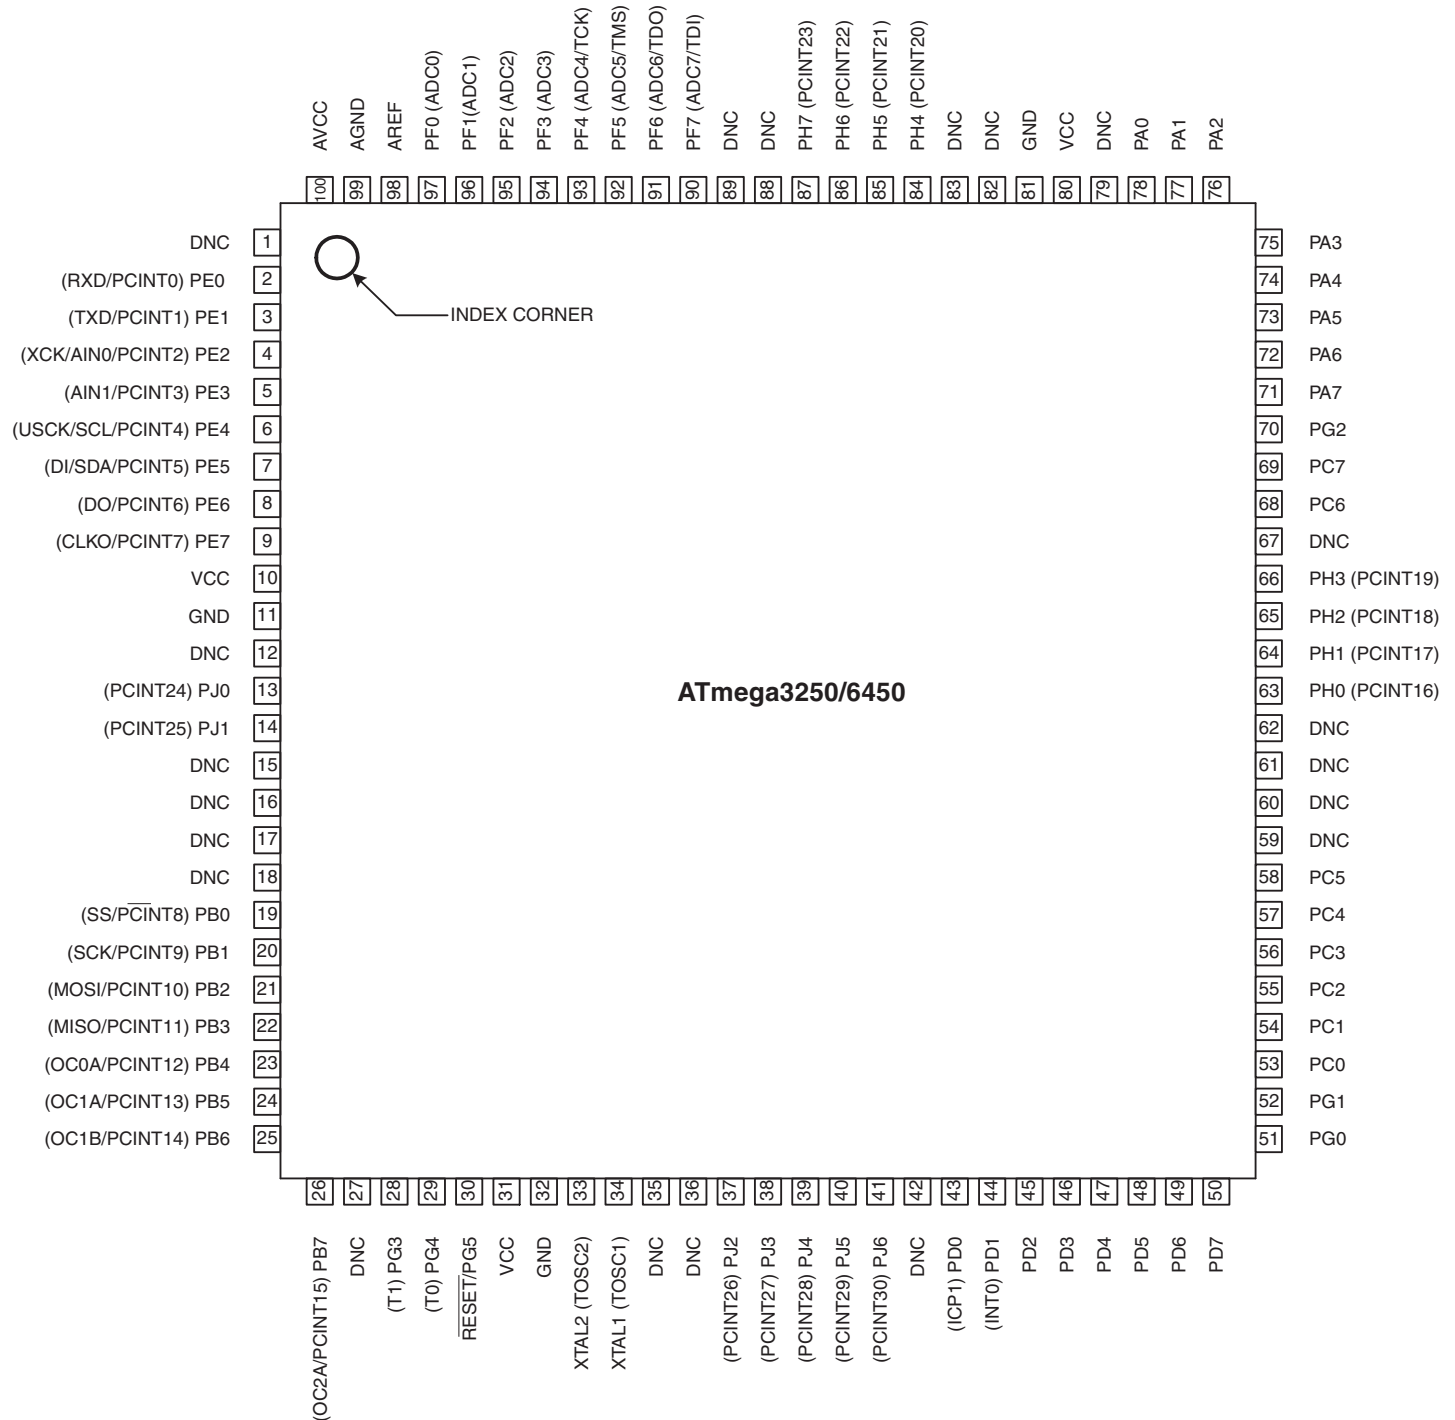 AVCC
AGND
AREF
PF0 (ADC0)
PF1(ADC1)
PF2 (ADC2)
PF3 (ADC3)
PF4 (ADC4/TCK)
PF5 (ADC5/TMS)
PF6 (ADC6/TDO)
PF7 (ADC7/TDI)
DNC
DNC
PH7 (PCINT23)
PH6 (PCINT22)
PH5 (PCINT21)
PH4 (PCINT20)
DNC
DNC
GND
VCC
DNC
PA0
PA1
PA2
100
99
98
97
96
95
94
93
92
91
90
89
88
87
86
85
84
83
82
81
80
79
78
77
76
DNC 1
(RXD/PCINT0) PE0 2
(TXD/PCINT1) PE1 3
(XCK/AIN0/PCINT2) PE2 4
(AIN1/PCINT3) PE3 5
(USCK/SCL/PCINT4) PE4 6
(DI/SDA/PCINT5) PE5 7
(DO/PCINT6) PE6 8
(CLKO/PCINT7) PE7 9
VCC 10
GND 11
DNC 12
(PCINT24) PJ0 13
(PCINT25) PJ1 14
DNC 15
DNC 16
DNC 17
DNC 18
(SS/PCINT8) PB0 19
(SCK/PCINT9) PB1 20
(MOSI/PCINT10) PB2 21
(MISO/PCINT11) PB3 22
(OC0A/PCINT12) PB4 23
(OC1A/PCINT13) PB5 24
(OC1B/PCINT14) PB6 25
INDEX CORNER
ATmega3250/6450
75 PA3
74 PA4
73 PA5
72 PA6
71 PA7
70 PG2
69 PC7
68 PC6
67 DNC
66 PH3 (PCINT19)
65 PH2 (PCINT18)
64 PH1 (PCINT17)
63 PH0 (PCINT16)
62 DNC
61 DNC
60 DNC
59 DNC
58 PC5
57 PC4
56 PC3
55 PC2
54 PC1
53 PC0
52 PG1
51 PG0
26
27
28
29
30
31
32
33
34
35
36
37
38
39
40
41
42
43
44
45
46
47
48
49
50
(OC2A/PCINT15) PB7
DNC
(T1) PG3
(T0) PG4
RESET/PG5
VCC
GND
XTAL2 (TOSC2)
XTAL1 (TOSC1)
DNC
DNC
(PCINT26) PJ2
(PCINT27) PJ3
(PCINT28) PJ4
(PCINT29) PJ5
(PCINT30) PJ6
DNC
(ICP1) PD0
(INT0) PD1
PD2
PD3
PD4
PD5
PD6
PD7